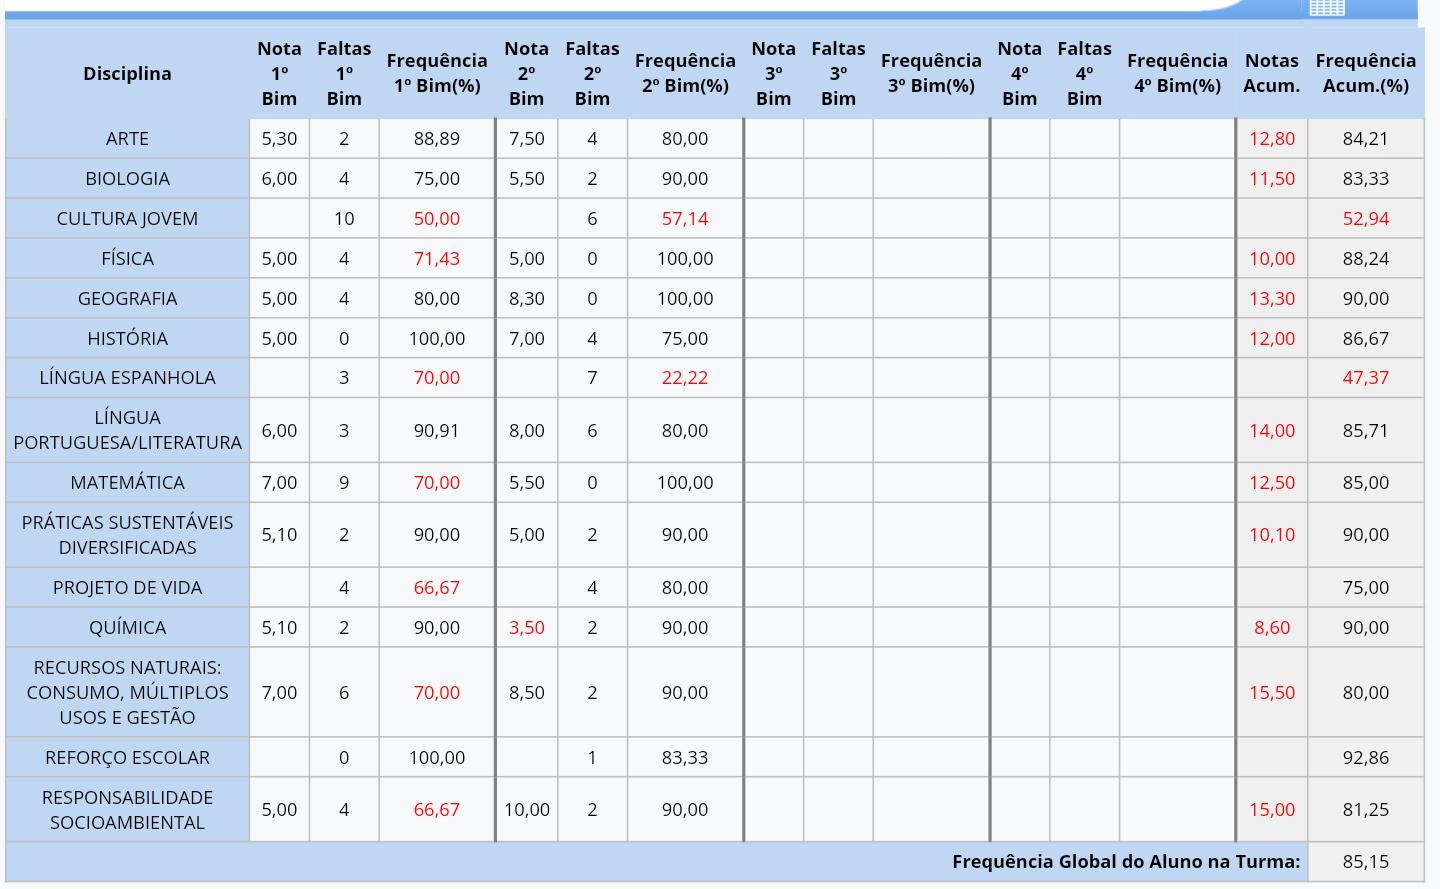 Disciplina Nota 1º Bim Faltas 1º Bim Frequência 1º Bim(%) Nota 2º Bim Faltas 2º Bim Frequência 2º Bim(%) Nota 3º Bim Faltas 3º Bim Frequência 3º Bim(%) Nota 4º Bim Faltas 4º Bim Frequência 4º Bim(%) Notas Acum. Frequência Acum.(%)
ARTE 5,30 2 88,89 7,50 4 80,00 12,80 84,21
BIOLOGIA 6,00 4 75,00 5,50 2 90,00 11,50 83,33
CULTURA JOVEM 10 50,00 6 57,14 52,94
FÍSICA 5,00 4 71,43 5,00 0 100,00 10,00 88,24
GEOGRAFIA 5,00 4 80,00 8,30 0 100,00 13,30 90,00
HISTÓRIA 5,00 0 100,00 7,00 4 75,00 12,00 86,67
LÍNGUA ESPANHOLA 3 70,00 7 22,22 47,37
LÍNGUA PORTUGUESA/LITERATURA 6,00 3 90,91 8,00 6 80,00 14,00 85,71
MATEMÁTICA 7,00 9 70,00 5,50 0 100,00 12,50 85,00
PRÁTICAS SUSTENTÁVEIS DIVERSIFICADAS 5,10 2 90,00 5,00 2 90,00 10,10 90,00
PROJETO DE VIDA 4 66,67 4 80,00 75,00
QUÍMICA 5,10 2 90,00 3,50 2 90,00 8,60 90,00
RECURSOS NATURAIS: CONSUMO, MÚLTIPLOS USOS E GESTÃO 7,00 6 70,00 8,50 2 90,00 15,50 80,00
REFORÇO ESCOLAR 0 100,00 1 83,33 92,86
RESPONSABILIDADE SOCIOAMBIENTAL 5,00 4 66,67 10,00 2 90,00 15,00 81,25
Frequência Global do Aluno na Turma: 85,15